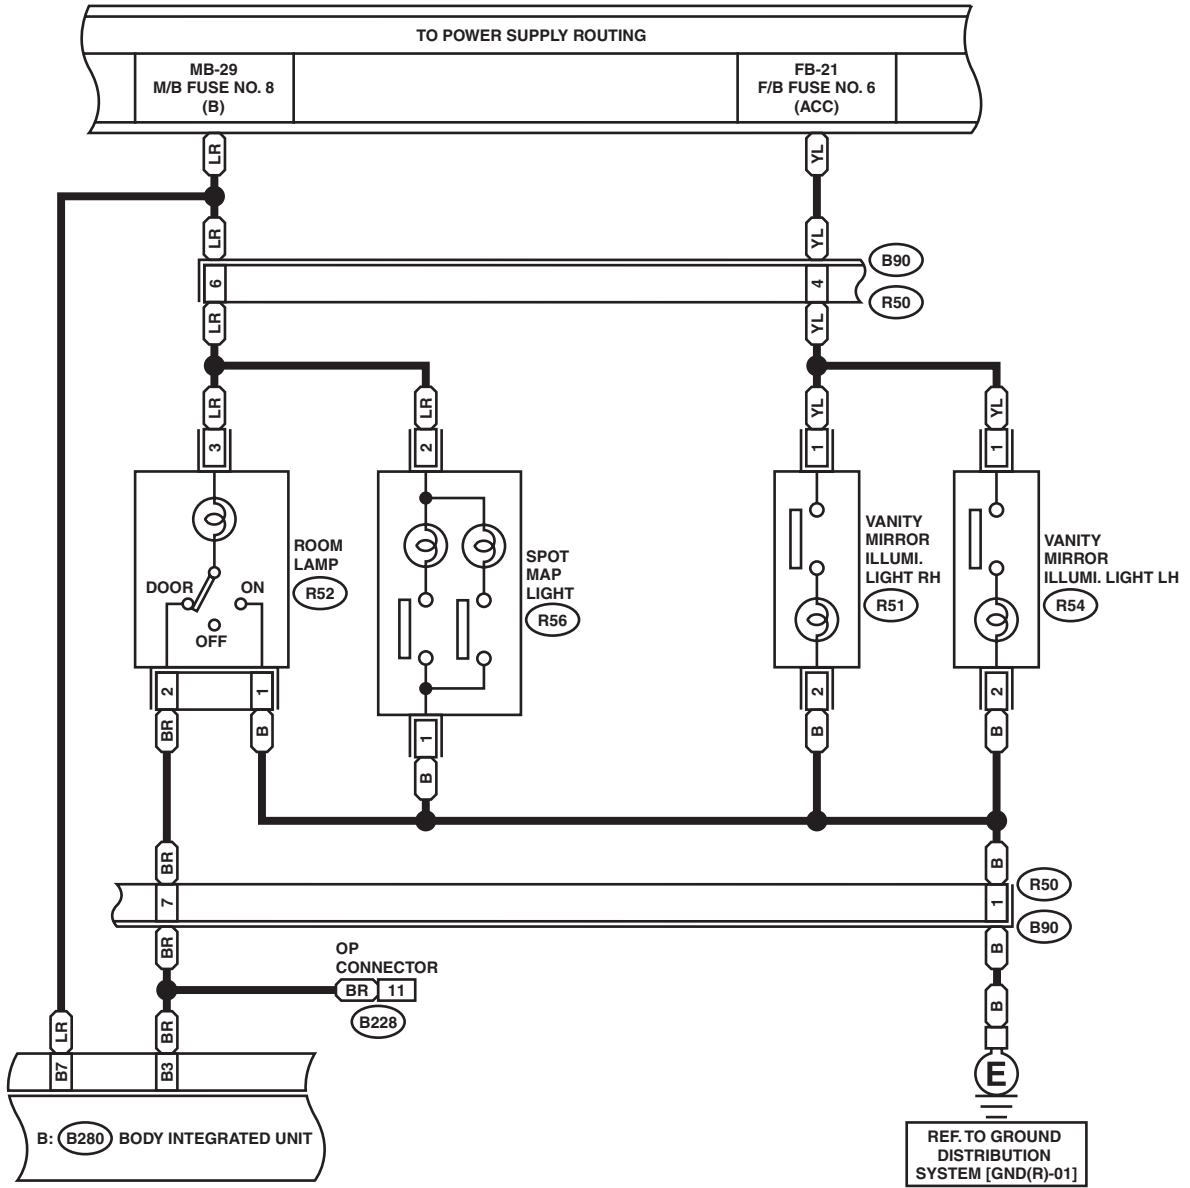 TO POWER SUPPLY ROUTING
MB-29
M/B FUSE NO. 8
(B)
FB-21
F/B FUSE NO. 6
(ACC)
LR
YL
LR
YL
B90
6
4
R50
LR
YL
LR
LR
YL
YL
3
2
1
1
ROOM
LAMP
R52
DOOR
ON
OFF
SPOT
MAP
LIGHT
R56
VANITY
MIRROR
ILLUMI.
LIGHT RH
R51
VANITY
MIRROR
ILLUMI. LIGHT LH
R54
2
1
2
2
BR
B
1
B
B
B
BR
B
R50
7
1
B90
BR
B
OP
CONNECTOR
BR
11
B228
LR
BR
B
B7
B3
E
B:
B280
BODY INTEGRATED UNIT
REF. TO GROUND
DISTRIBUTION
SYSTEM [GND(R)-01]